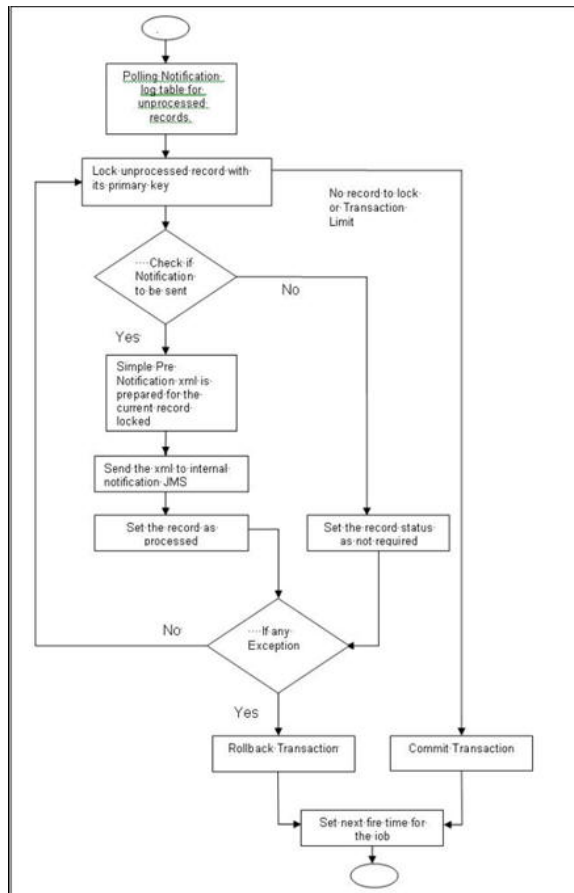 Polling Notification
log table for
unprocessed
records.
Lock unprocessed record with
its primary key
No record to lock
or Transaction
Limit
Check if
Notification
to be sent
No
Yes
Simple Pre
Notification xml is
prepared for the
current record
locked
Send the xml to internal
notification JMS
Set the record as
processed
Set the record status
as not required
No
If any
Exception
Yes
Rollback Transaction
Commit Transaction
Set next fire time for
the job